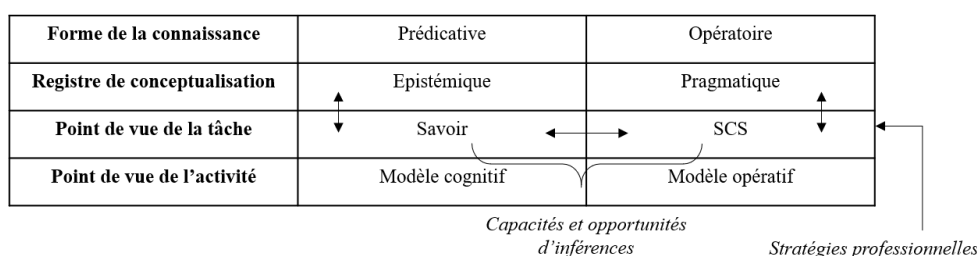 Forme de la connaissance Prédicative Opératoire
Registre de conceptualisation Epistémique Pragmatique
Point de vue de la tâche Savoir SCS
Point de vue de l'activité Modèle cognitif Modèle opératif
Capacités et opportunités
d'inférences Stratégies professionnelles